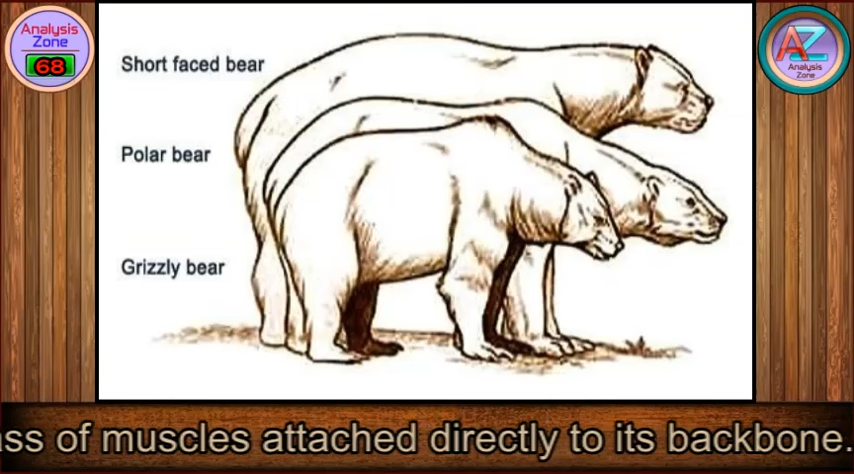 Analysis
Zone
68
AZ
Analysis
Zone
Short faced bear
Polar bear
Grizzly bear
of muscles attached directly to its backbone.